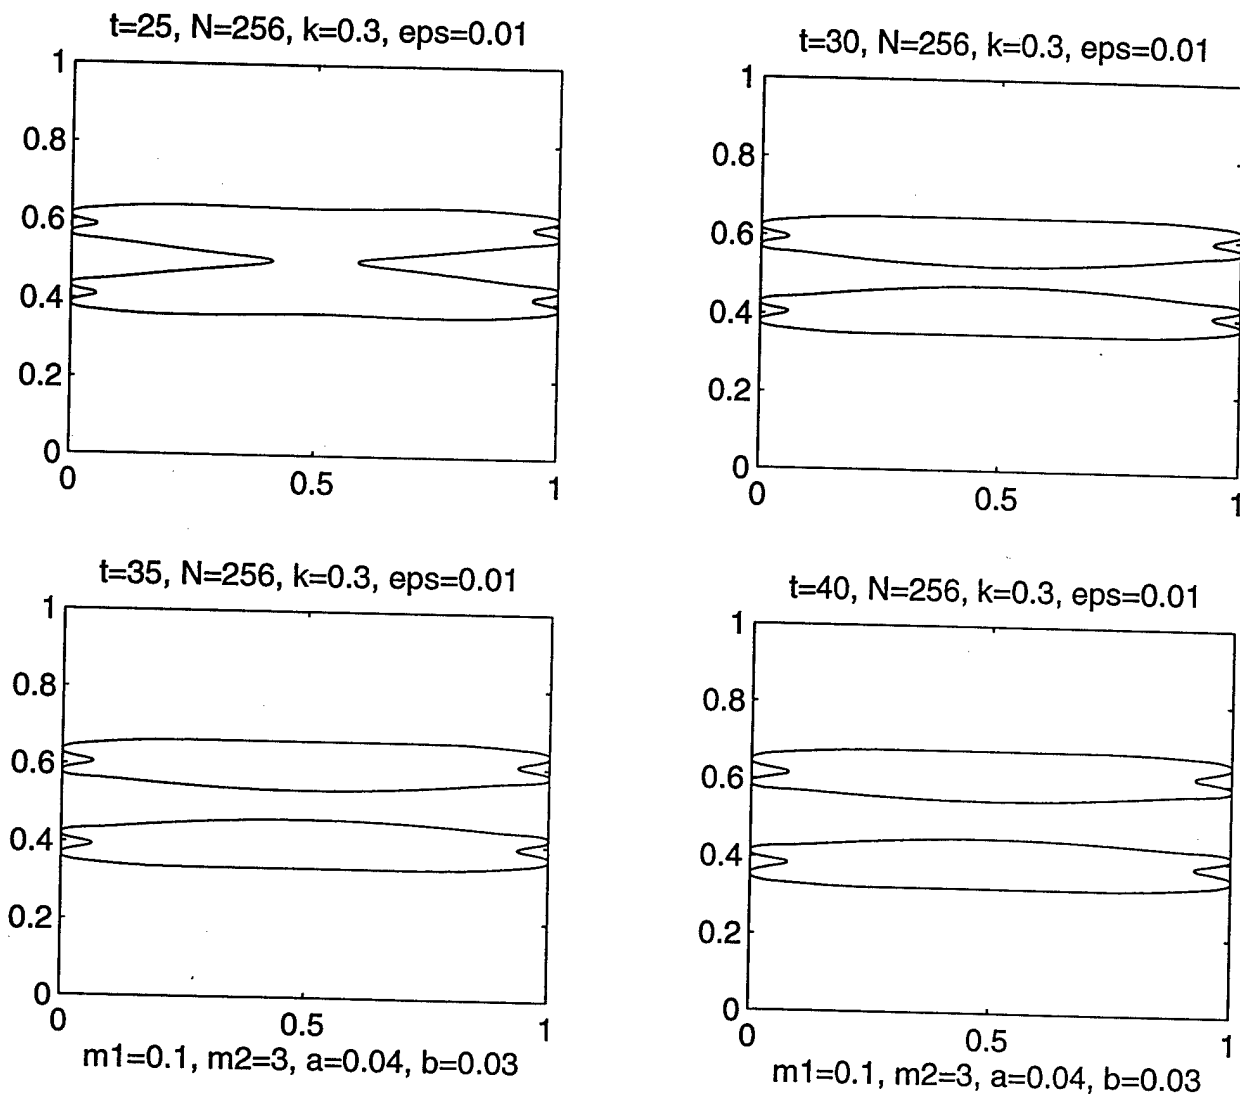 t=25, N=256, k=0.3, eps=0.01
1
0.8
0.6
0.4
0.2
0
0 0.5 1
t=30, N=256, k=0.3, eps=0.01
1
0.8
0.6
0.4
0.2
0
0 0.5 1
t=35, N=256, k=0.3, eps=0.01
1
0.8
0.6
0.4
0.2
0
0 0.5 1
m1=0.1, m2=3, a=0.04, b=0.03
t=40, N=256, k=0.3, eps=0.01
1
0.8
0.6
0.4
0.2
0
0 0.5 1
m1=0.1, m2=3, a=0.04, b=0.03